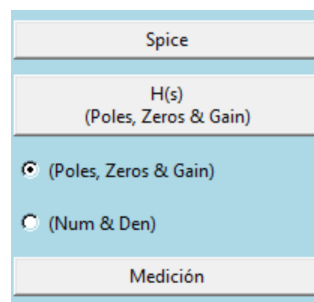 Spice
H(s)
(Poles, Zeros & Gain)
(Poles, Zeros & Gain)
(Num & Den)
Medición